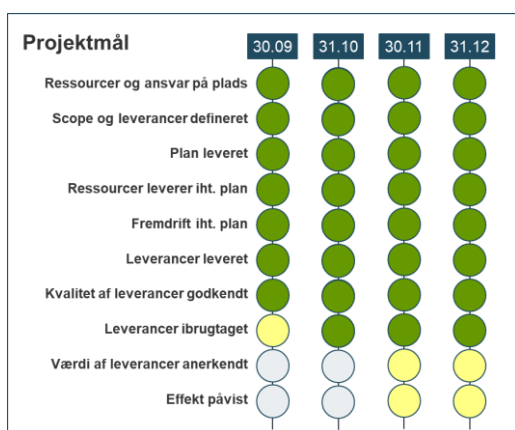 Projektmål 30.09 31.10 30.11 31.12
Ressourcer og ansvar på plads
Scope og leverancer defineret
Plan leveret
Ressourcer leverer iht. plan
Fremdrift iht. plan
Leverancer leveret
Kvalitet af leverancer godkendt
Leverancer ibrugtaget
Værdi af leverancer anerkendt
Effekt påvist